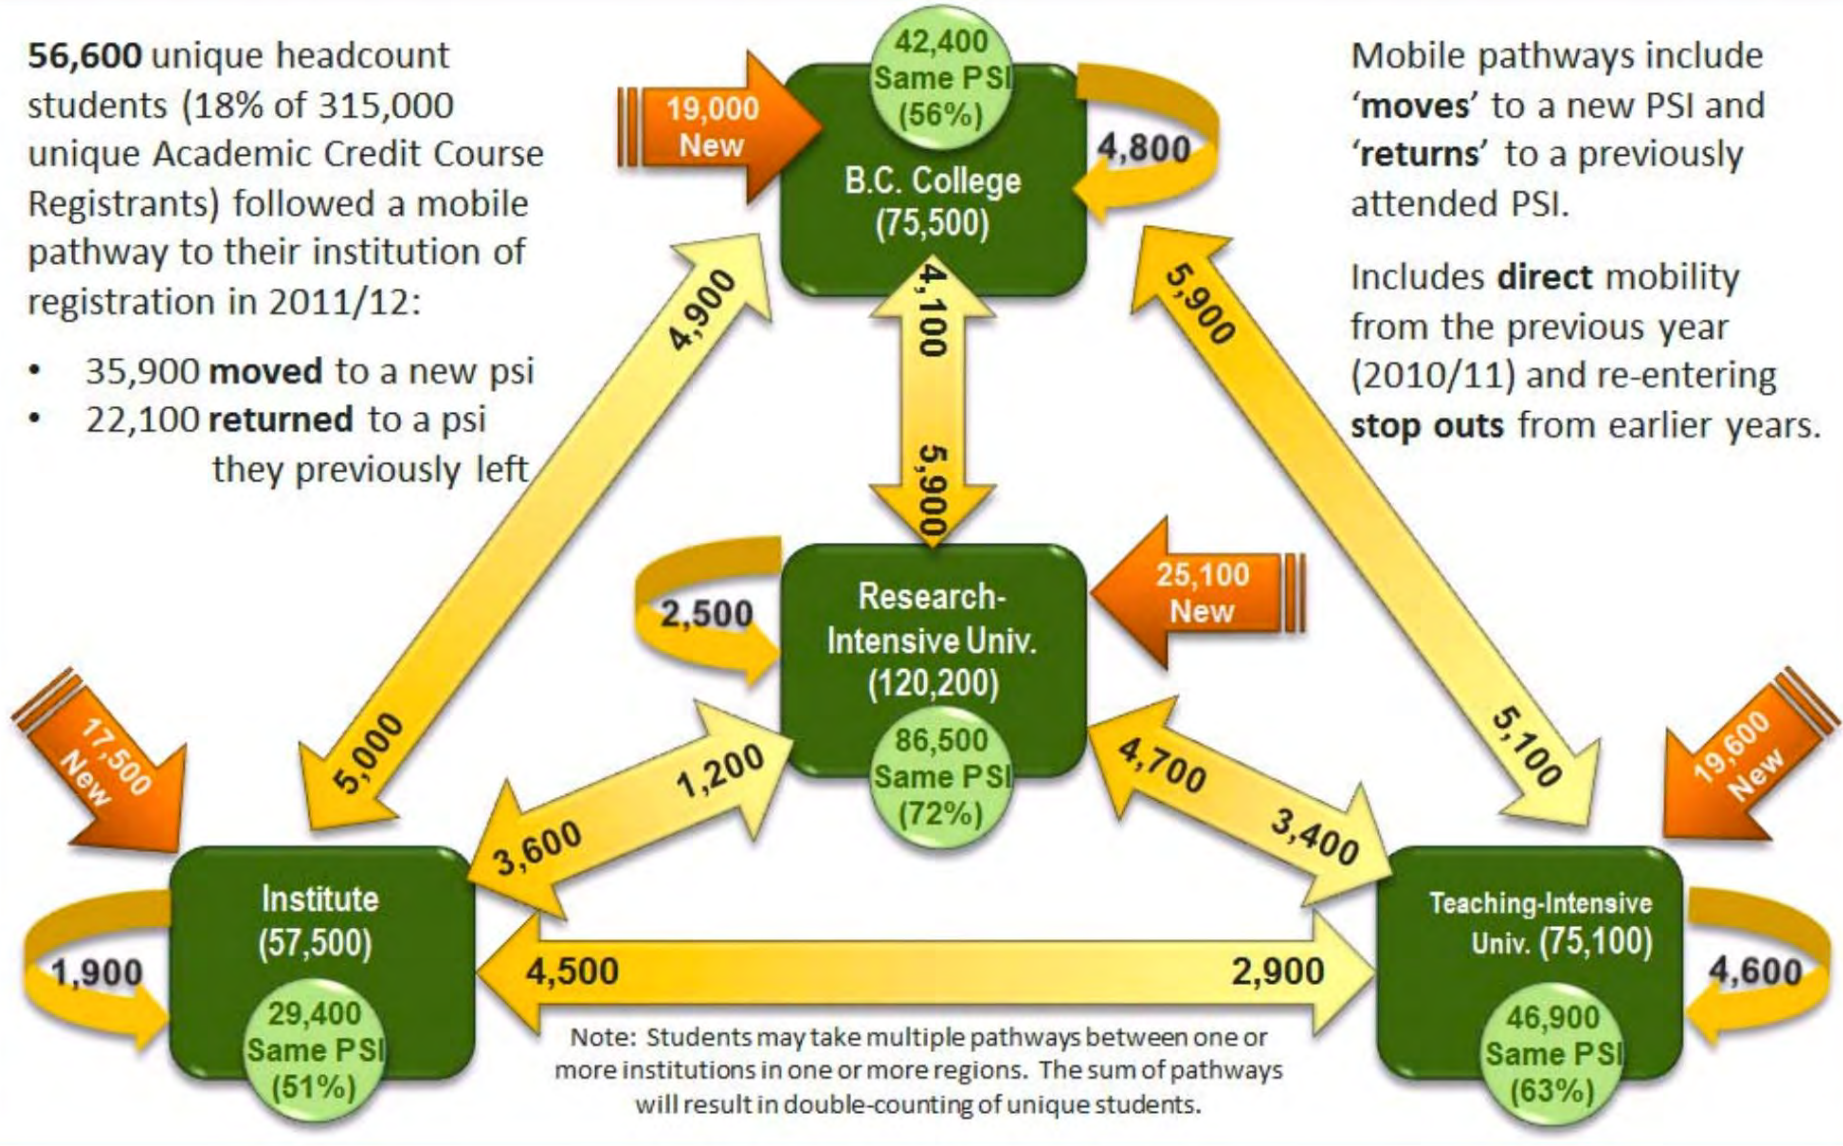 56,600 unique headcount
students (18% of 315,000
unique Academic Credit Course
Registrants) followed a mobile
pathway to their institution of
registration in 2011/12:
• 35,900 moved to a new psi
• 22,100 returned to a psi
they previously left
Mobile pathways include
‘moves’ to a new PSI and
‘returns’ to a previously
attended PSI.
Includes direct mobility
from the previous year
(2010/11) and re-entering
stop outs from earlier years.
42,400
Same PSI
(56%)
B.C. College
(75,500)
19,000
New
4,800
4,900
5,000
4,100
5,900
5,900
5,100
Research-
Intensive Univ.
(120,200)
86,500
Same PSI
(72%)
2,500
25,100
New
1,200
3,600
4,700
3,400
17,500
New
19,600
New
Institute
(57,500)
29,400
Same PSI
(51%)
1,900
4,500
2,900
Teaching-Intensive
Univ. (75,100)
46,900
Same PSI
(63%)
4,600
Note: Students may take multiple pathways between one or
more institutions in one or more regions. The sum of pathways
will result in double-counting of unique students.